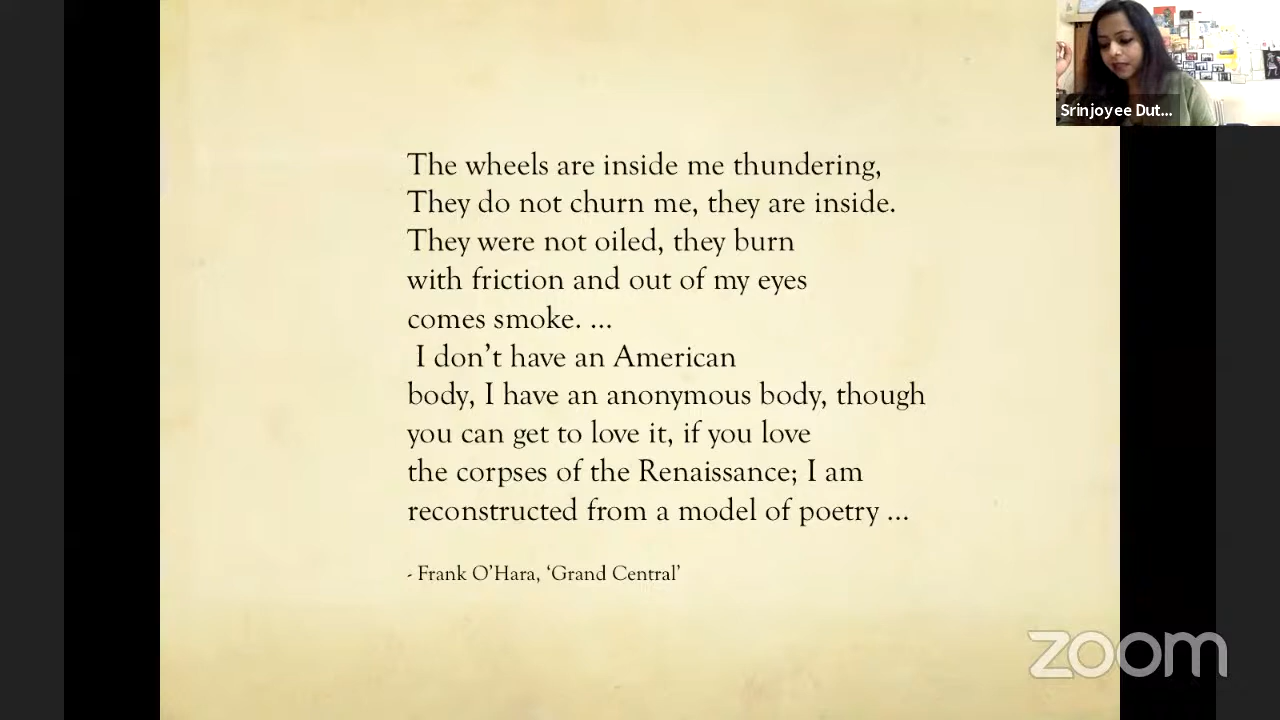 Srinjoyee Dut...
The wheels are inside me thundering,
They do not churn me, they are inside.
They were not oiled, they burn
with friction and out of my eyes
comes smoke. ...
I don't have an American
body, I have an anonymous body, though
you can get to love it, if you love
the corpses of the Renaissance; I am
reconstructed from a model of poetry ...
- Frank O'Hara, 'Grand Central'
zoom